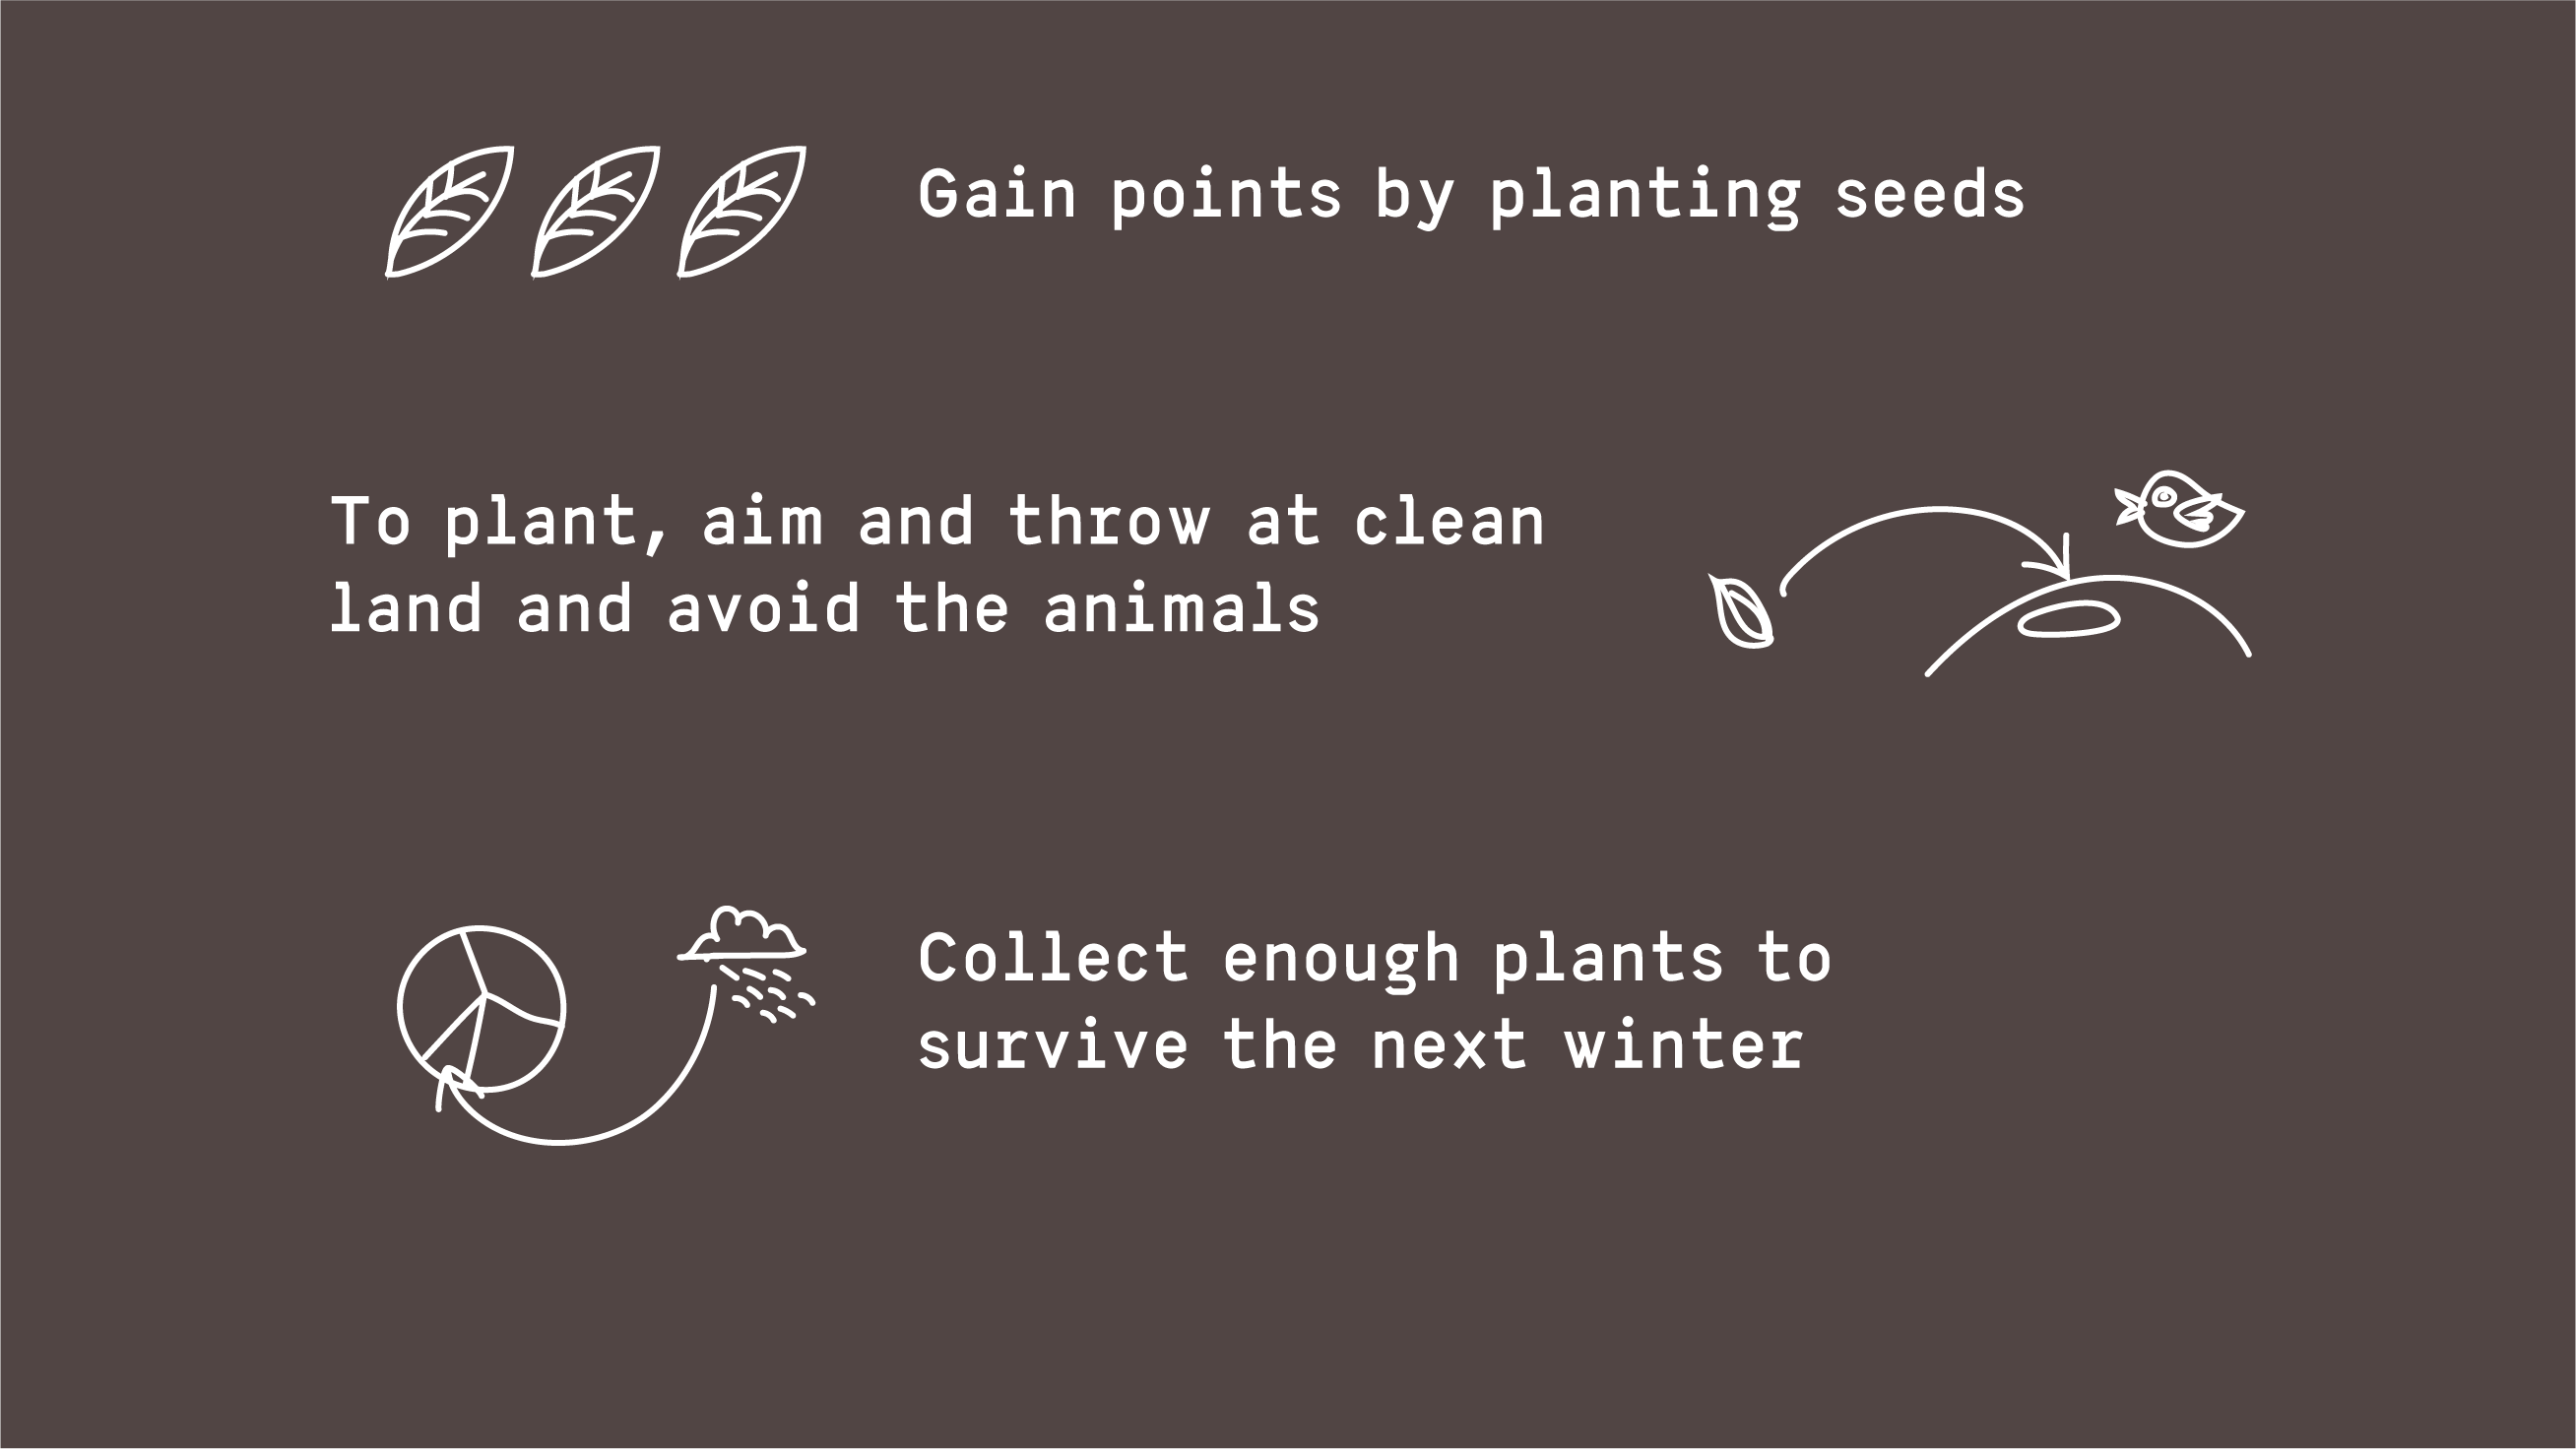 Gain points by planting seeds
To plant, aim and throw at clean
land and avoid the animals
Collect enough plants to
survive the next winter